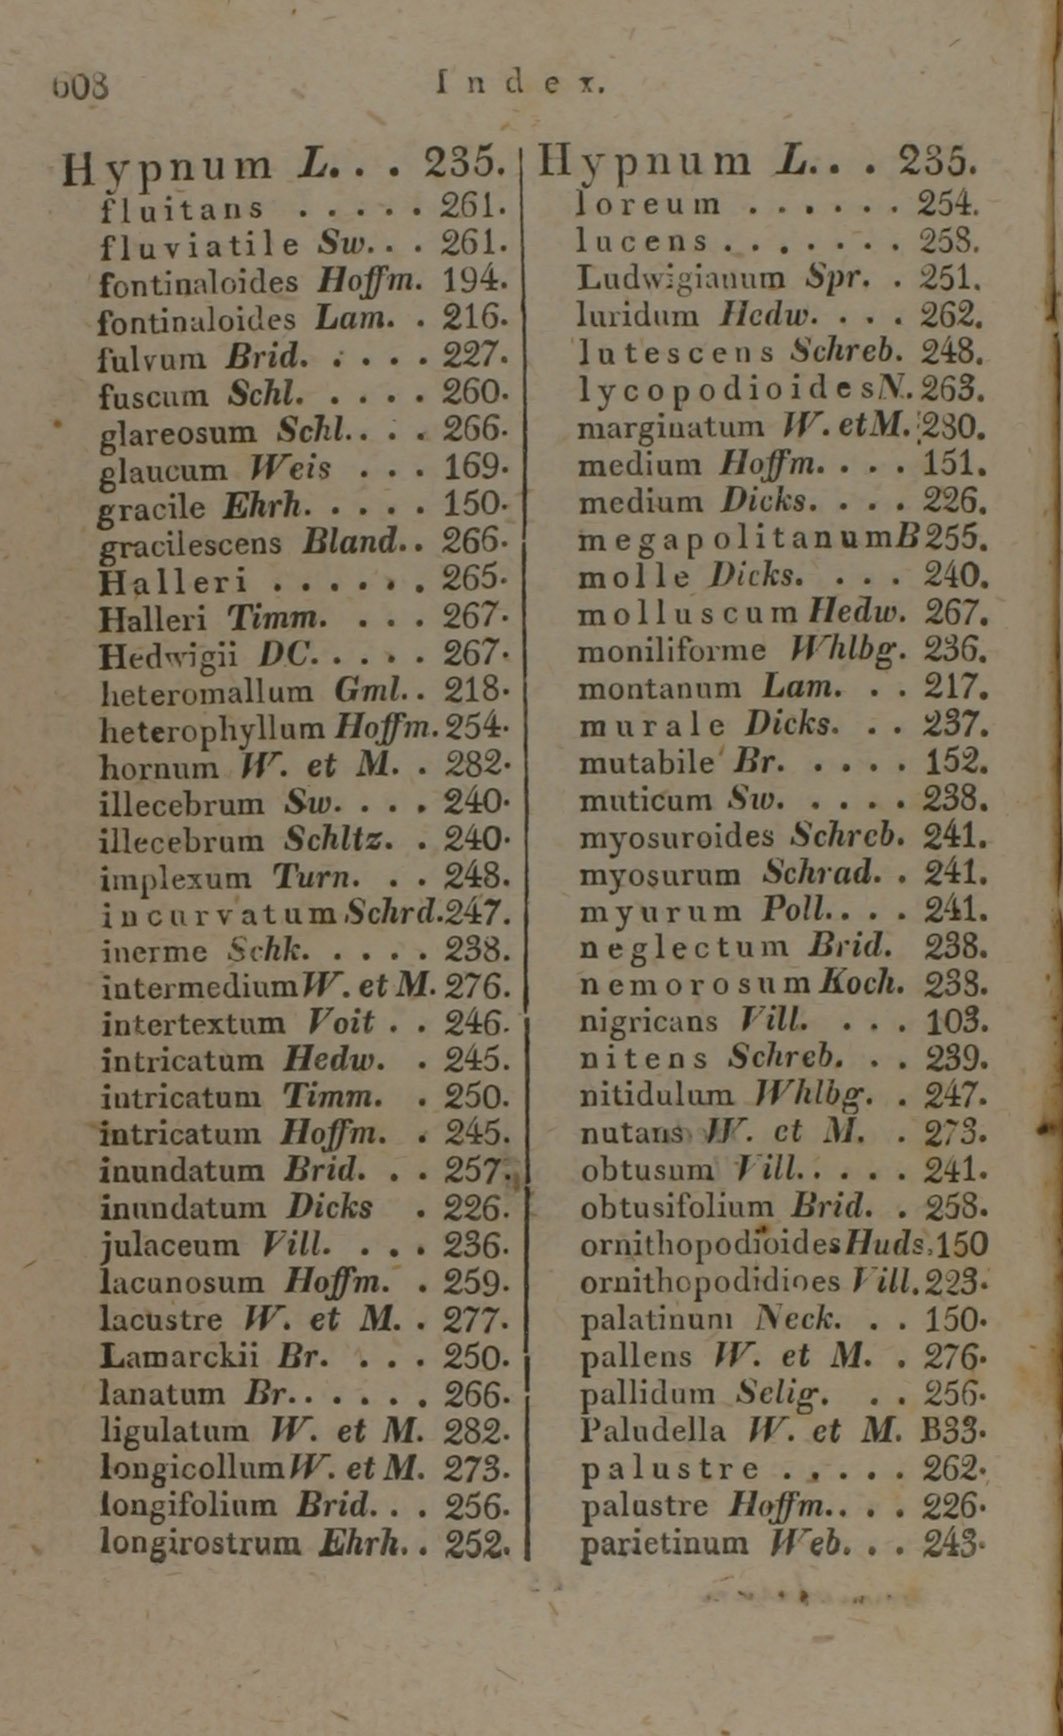 608
Index.
Hypnum L. . . 235.
fluitans . . . . . 261.
fluviatile Sw. . . 261.
fontinaloides Hoffm. 194.
fontinaloides Lam. . 216.
fulvum Brid. . . . . 227.
fuscum Schl. . . . . 260.
glareosum Schl. . . . 266.
glaucum Weis . . . 169.
gracile Ehrh. . . . . 150.
gracilescens Bland. . 266.
Halleri . . . . . . 265.
Halleri Timm. . . . 267.
Hedwigii DC. . . . . 267.
heteromallum Gml. . 218.
heterophyllum Hoffm. 254.
hornum W. et M. . 282.
illecebrum Sw. . . . 240.
illecebrum Schltz. . 240.
implexum Turn. . . 248.
incurvatum Schrd. 247.
inerme Schk. . . . . 238.
intermedium W. et M. 276.
intertextum Voit . . 246.
intricatum Hedw. . 245.
intricatum Timm. . 250.
intricatum Hoffm. . 245.
inundatum Brid. . . 257.
inundatum Dicks . 226.
julaceum Vill. . . . 236.
lacunosum Hoffm. . 259.
lacustre W. et M. . 277.
Lamarckii Br. . . . 250.
lanatum Br. . . . . . 266.
ligulatum W. et M. 282.
longicollum W. et M. 273.
longifolium Brid. . . 256.
longirostrum Ehrh. . 252.
Hypnum L. . . 235.
loreum . . . . . . 254.
lucens . . . . . . . 258.
Ludwigianum Spr. . 251.
luridum Hedw. . . . 262.
lutescens Schreb. 248.
lycopodioides N. 263.
marginatum W. et M. 280.
medium Hoffm. . . . 151.
medium Dicks. . . . 226.
megapolitanum B 255.
molle Dicks. . . . 240.
molluscum Hedw. 267.
moniliforme Whlbg. 236.
montanum Lam. . . 217.
murale Dicks. . . 237.
mutabile Br. . . . . 152.
muticum Sw. . . . . 238.
myosuroides Schreb. 241.
myosurum Schrad. . 241.
myurum Poll. . . . 241.
neglectum Brid. 238.
nemorosum Koch. 238.
nigricans Vill. . . . 103.
nitens Schreb. . . 239.
nitidulum Whlbg. . 247.
nutans W. et M. . 273.
obtusum Vill. . . . . 241.
obtusifolium Brid. . 258.
ornithopodioides Huds. 150
ornithopodidioes Vill. 223.
palatinum Neck. . . 150.
pallens W. et M. . 276.
pallidum Selig. . . 256.
Paludella W. et M. B33.
palustre . . . . . 262.
palustre Hoffm. . . . 226.
parietinum Web. . . 243.